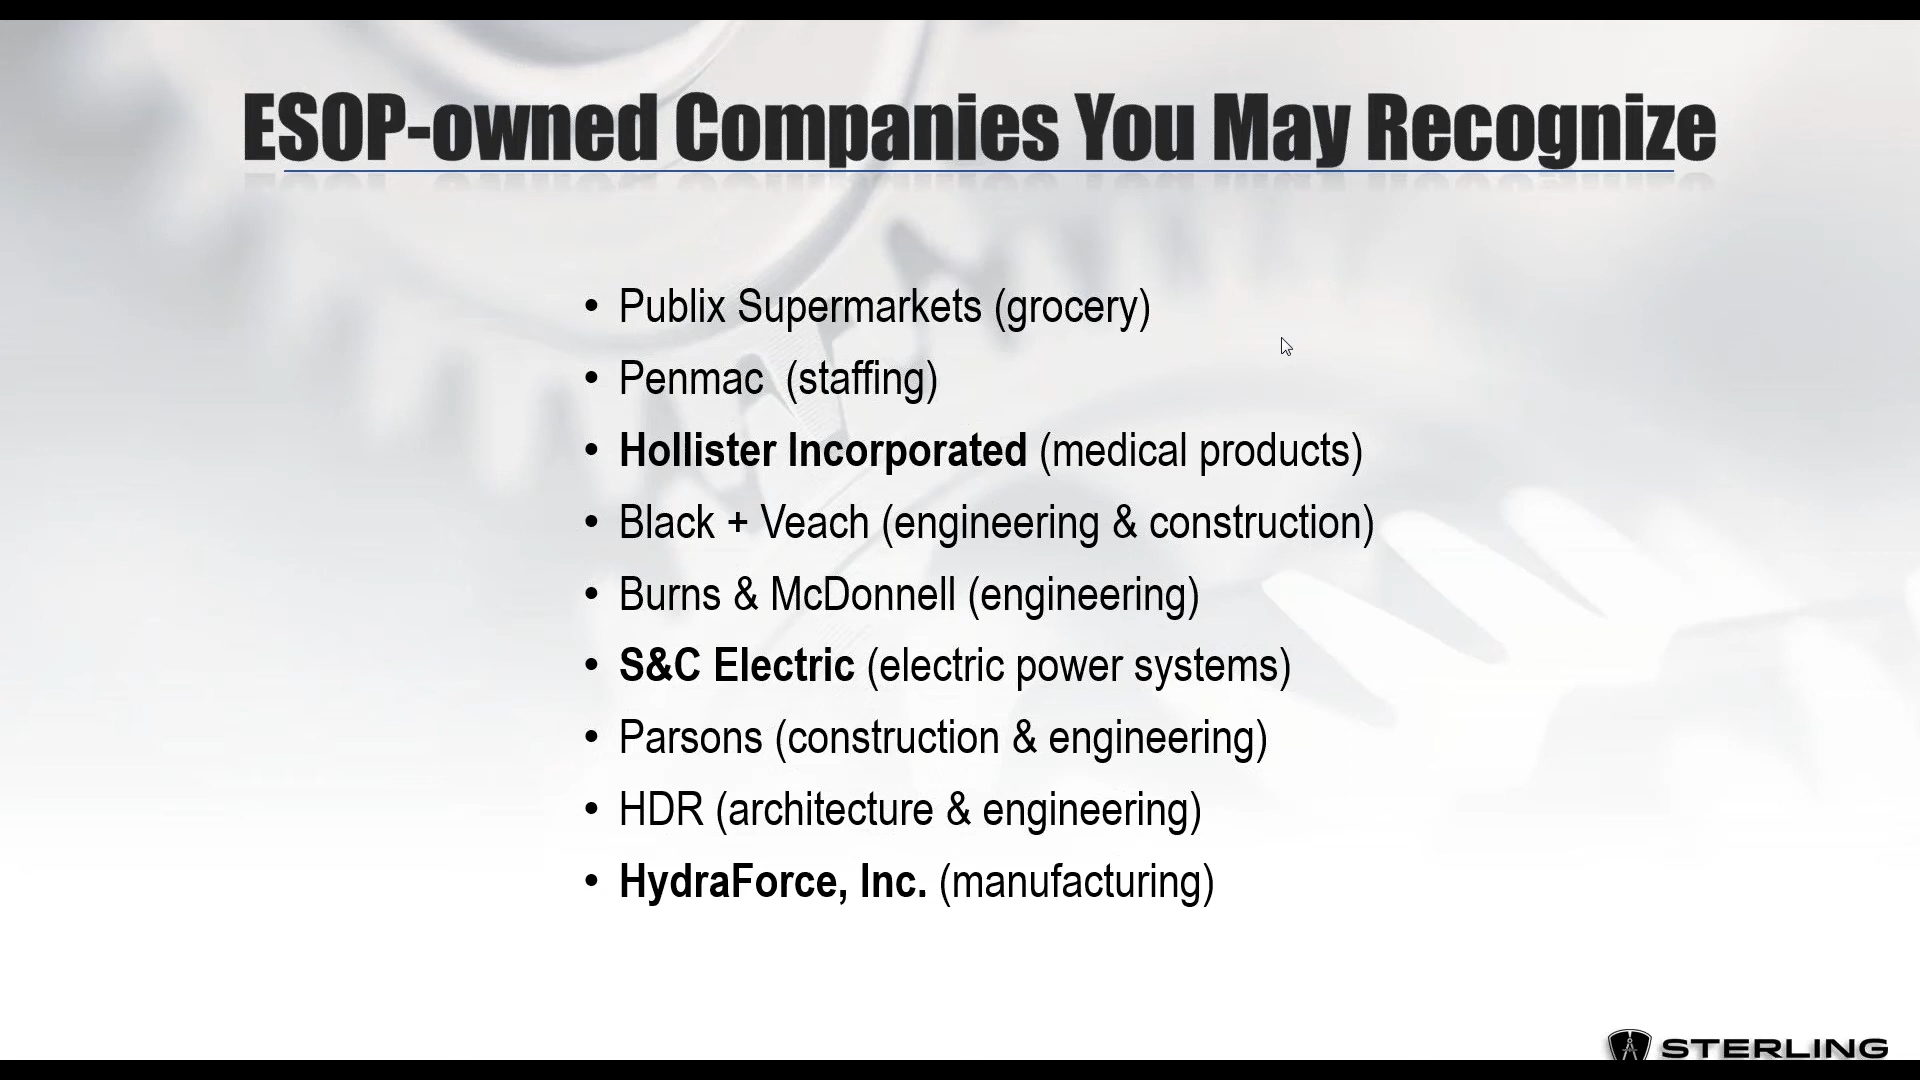 ESOP-owned Companies You May Recognize
• Publix Supermarkets (grocery)
• Penmac (staffing)
• Hollister Incorporated (medical products)
• Black + Veach (engineering & construction)
• Burns & McDonnell (engineering)
• S&C Electric (electric power systems)
• Parsons (construction & engineering)
• HDR (architecture & engineering)
• HydraForce, Inc. (manufacturing)
STERLING